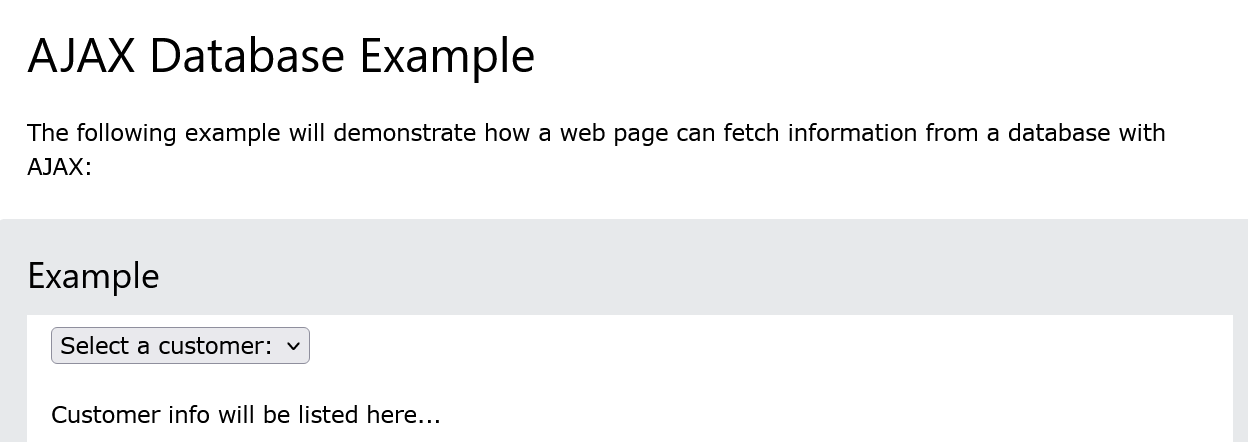 AJAX Database Example
The following example will demonstrate how a web page can fetch information from a database with
AJAX:
Example
Select a customer:
Customer info will be listed here...